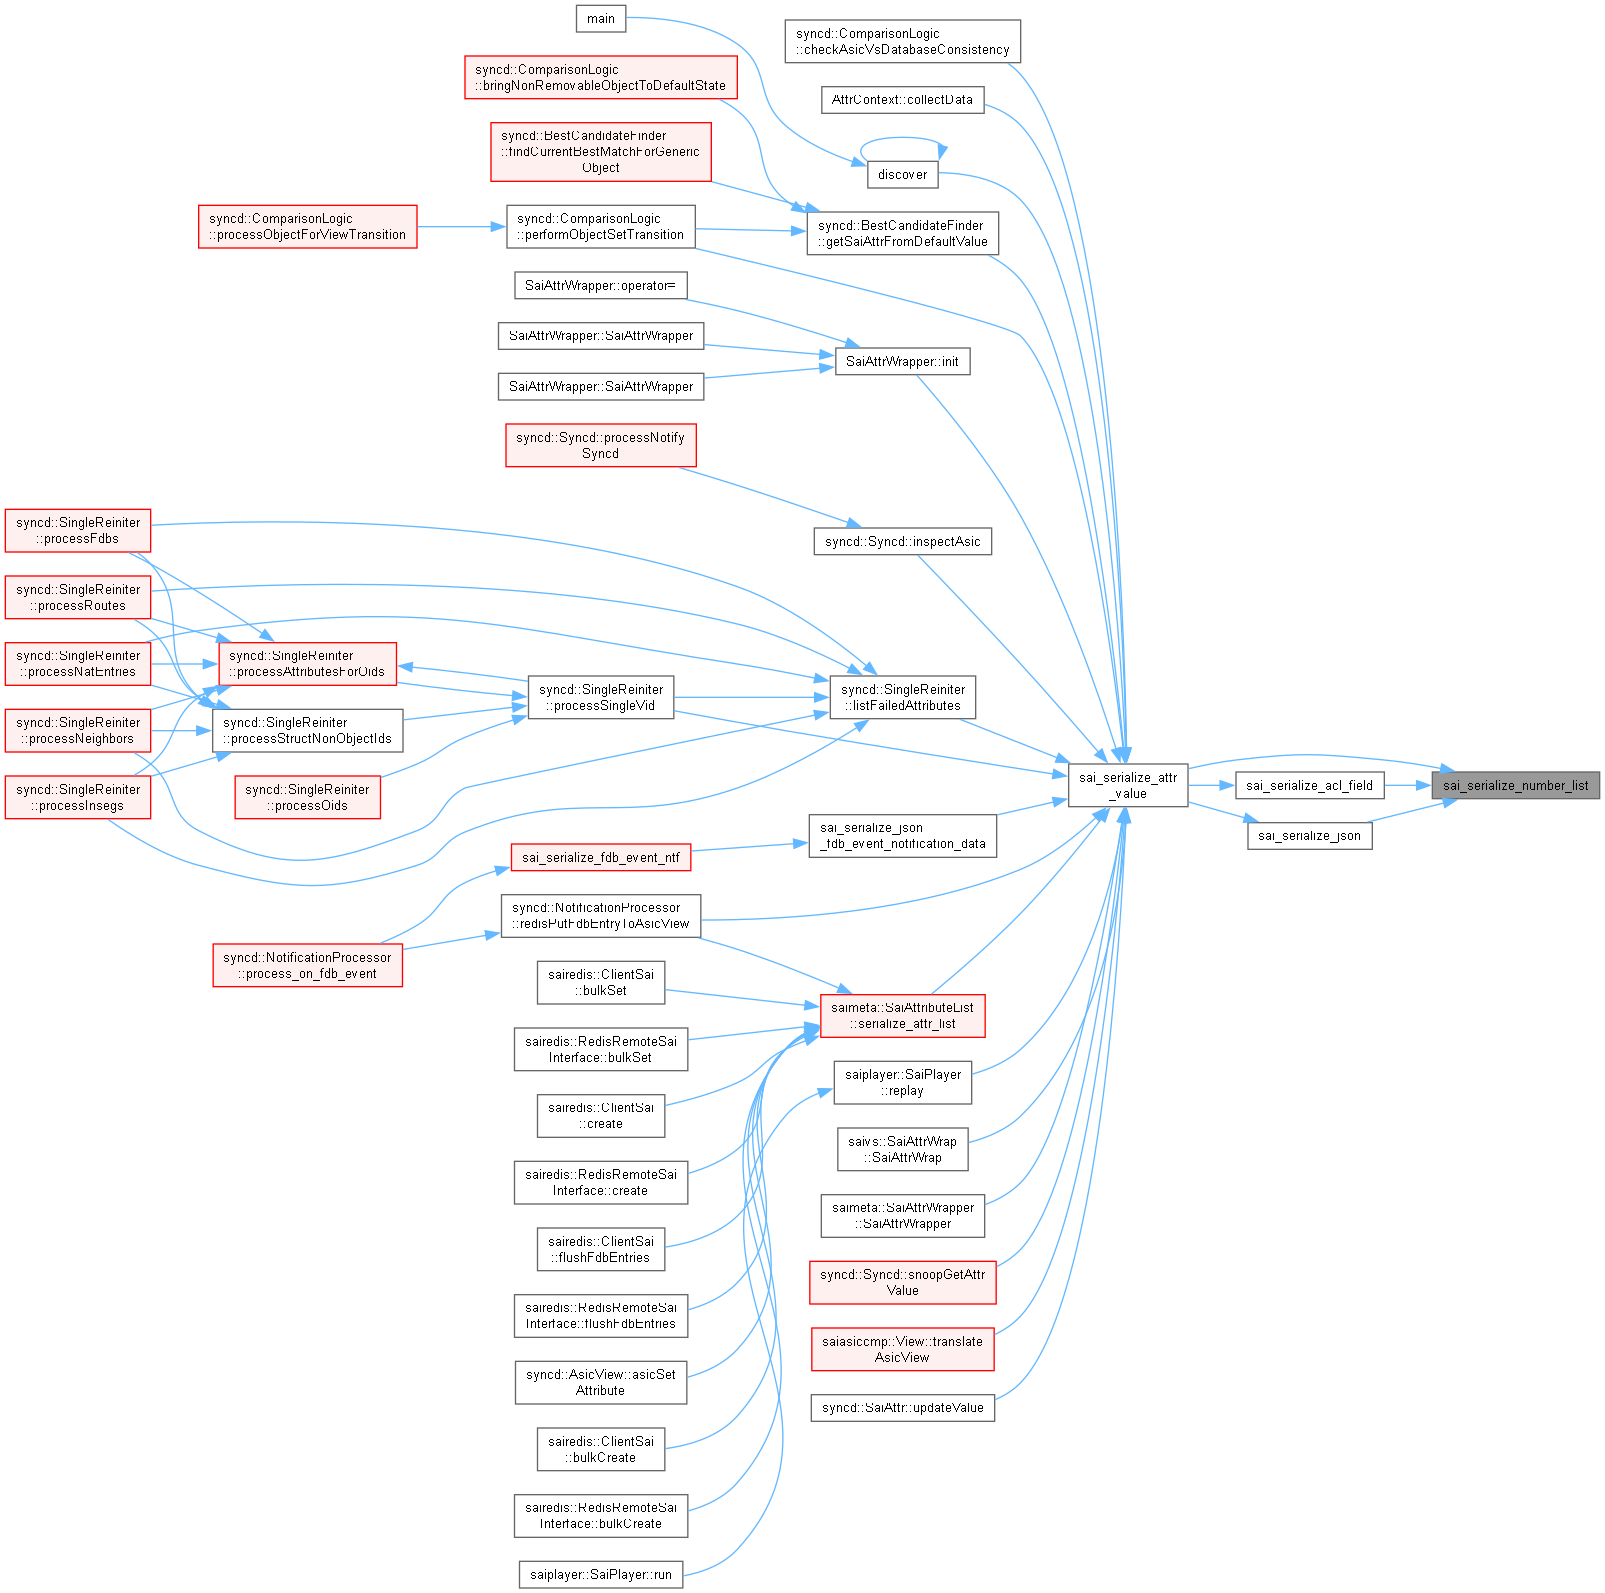 main
syncd::ComparisonLogic
::checkAsicVsDatabaseConsistency
syncd::ComparisonLogic
::bringNonRemovableObjectToDefaultState
AttrContext::collectData
syncd::BestCandidateFinder
::findCurrentBestMatchForGeneric
Object
discover
syncd::ComparisonLogic
::processObjectForViewTransition
syncd::ComparisonLogic
::performObjectSetTransition
syncd::BestCandidateFinder
::getSaiAttrFromDefaultValue
SaiAttrWrapper::operator=
SaiAttrWrapper::SaiAttrWrapper
SaiAttrWrapper::init
SaiAttrWrapper::SaiAttrWrapper
syncd::Syncd::processNotify
Syncd
syncd::Syncd::inspectAsic
syncd::SingleReiniter
::processFdbs
syncd::SingleReiniter
::processRoutes
syncd::SingleReiniter
::processNatEntries
syncd::SingleReiniter
::processAttributesForOids
syncd::SingleReiniter
::processSingleVid
syncd::SingleReiniter
::listFailedAttributes
syncd::SingleReiniter
::processNeighbors
syncd::SingleReiniter
::processStructNonObjectIds
syncd::SingleReiniter
::processInsegs
syncd::SingleReiniter
::processOids
sai_serialize_attr
_value
sai_serialize_acl_field
sai_serialize_number_list
sai_serialize_json
sai_serialize_json
_fdb_event_notification_data
sai_serialize_fdb_event_ntf
syncd::NotificationProcessor
::redisPutFdbEntryToAsicView
syncd::NotificationProcessor
::process_on_fdb_event
sairedis::ClientSai
::bulkSet
saimeta::SaiAttributeList
::serialize_attr_list
sairedis::RedisRemoteSai
Interface::bulkSet
saiplayer::SaiPlayer
::replay
sairedis::ClientSai
::create
saivs::SaiAttrWrap
::SaiAttrWrap
sairedis::RedisRemoteSai
Interface::create
saimeta::SaiAttrWrapper
::SaiAttrWrapper
sairedis::ClientSai
::flushFdbEntries
syncd::Syncd::snoopGetAttr
Value
sairedis::RedisRemoteSai
Interface::flushFdbEntries
saiasiccmp::View::translate
AsicView
syncd::AsicView::asicSet
Attribute
syncd::SaiAttr::updateValue
sairedis::ClientSai
::bulkCreate
sairedis::RedisRemoteSai
Interface::bulkCreate
saiplayer::SaiPlayer::run